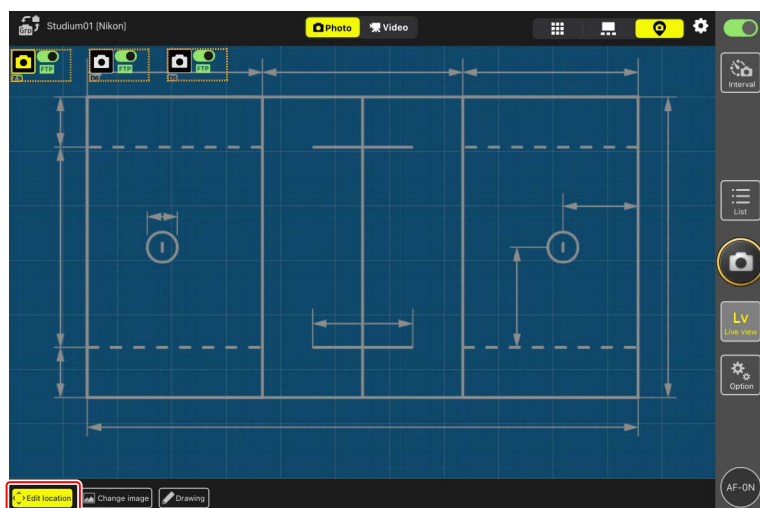 Grp
Studium01 [Nikon]
Photo
Video
FTP
FTP
FTP
Interval
List
Lv
Live view
Option
AF-ON
Edit location
Change image
Drawing